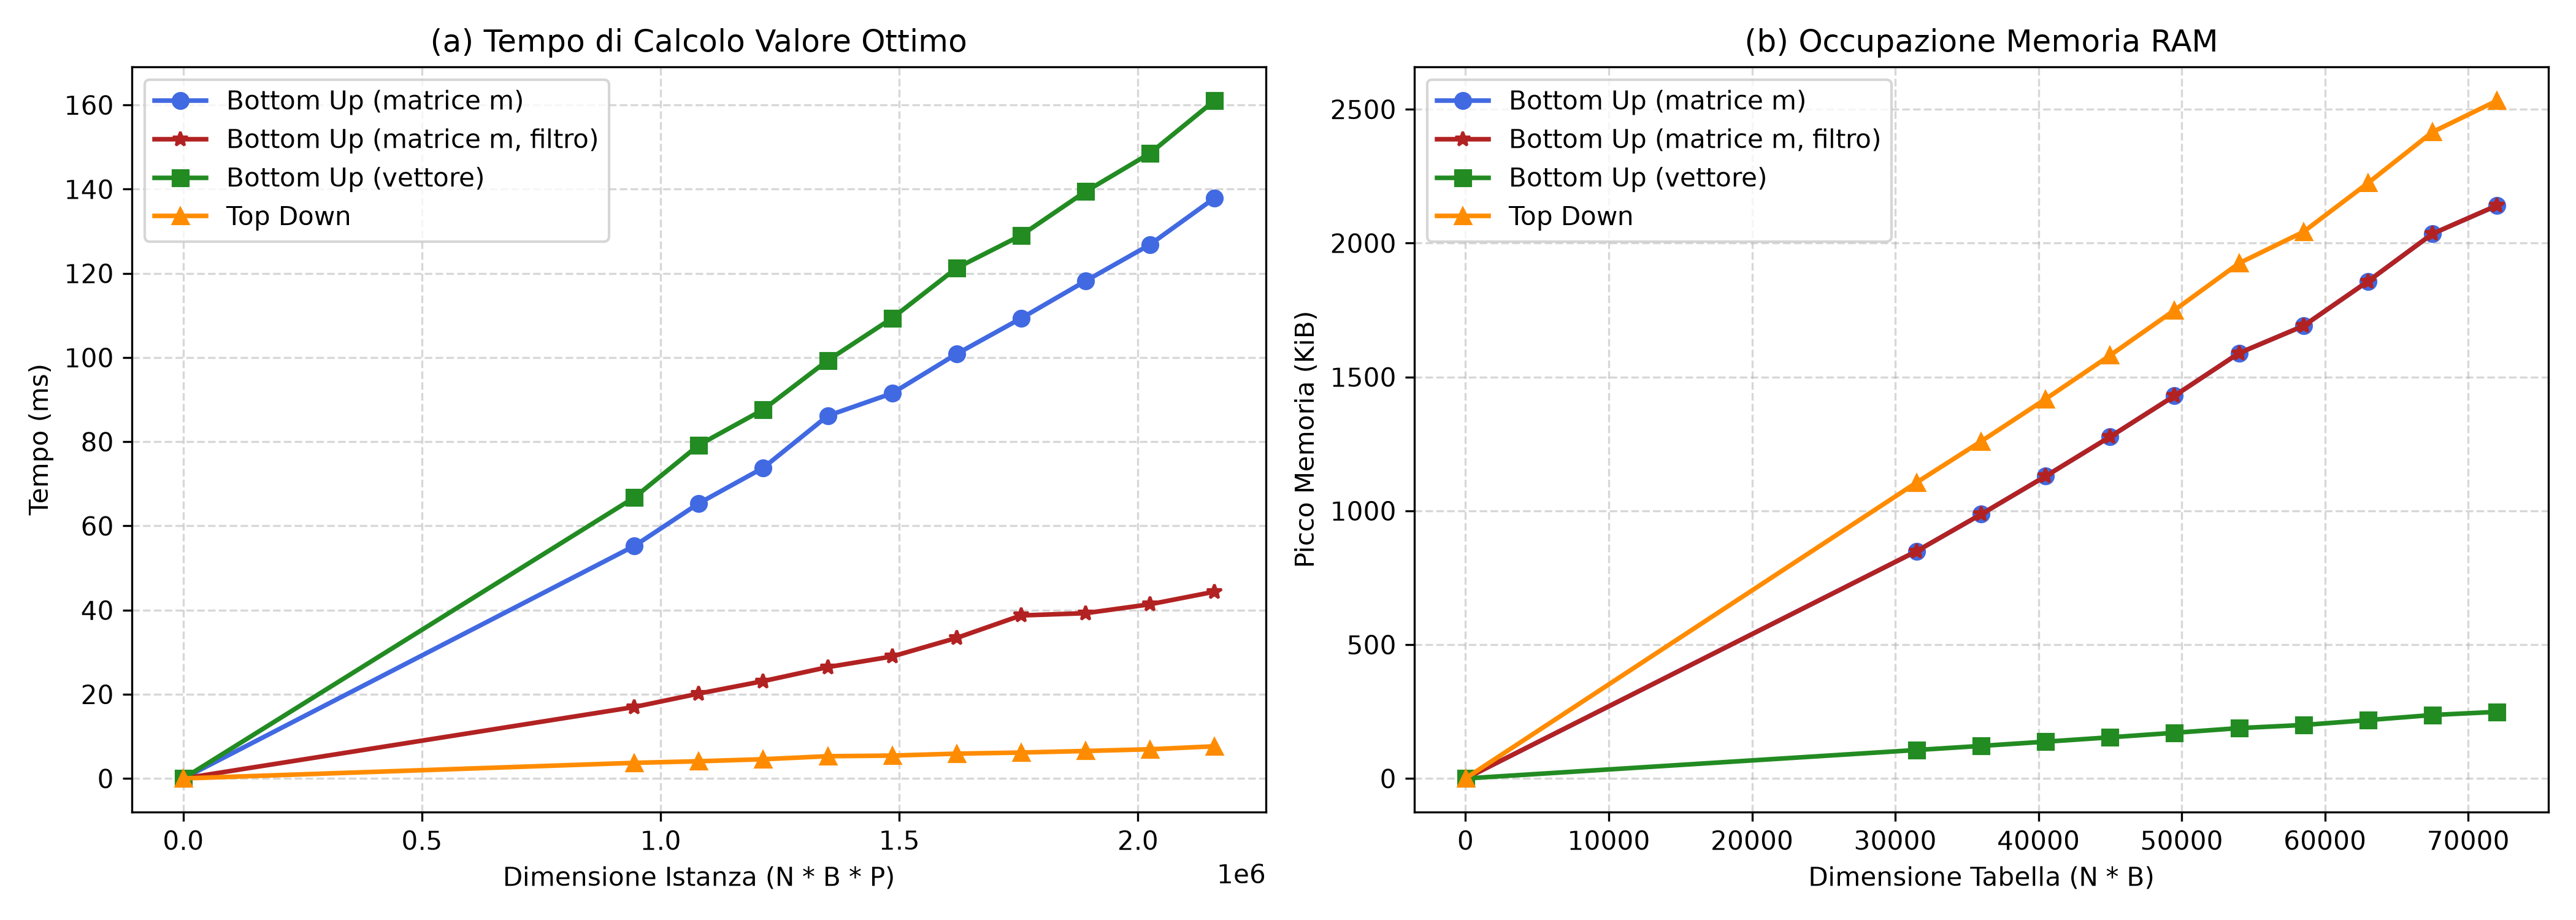 (a) Tempo di Calcolo Valore Ottimo
Bottom Up (matrice m)
Bottom Up (matrice m, filtro)
Bottom Up (vettore)
Top Down
Tempo (ms)
160
140
120
100
80
60
40
20
0
0.0
0.5
1.0
1.5
2.0
1e6
Dimensione Istanza (N * B * P)
(b) Occupazione Memoria RAM
Bottom Up (matrice m)
Bottom Up (matrice m, filtro)
Bottom Up (vettore)
Top Down
Picco Memoria (KiB)
2500
2000
1500
1000
500
0
0
10000
20000
30000
40000
50000
60000
70000
Dimensione Tabella (N * B)